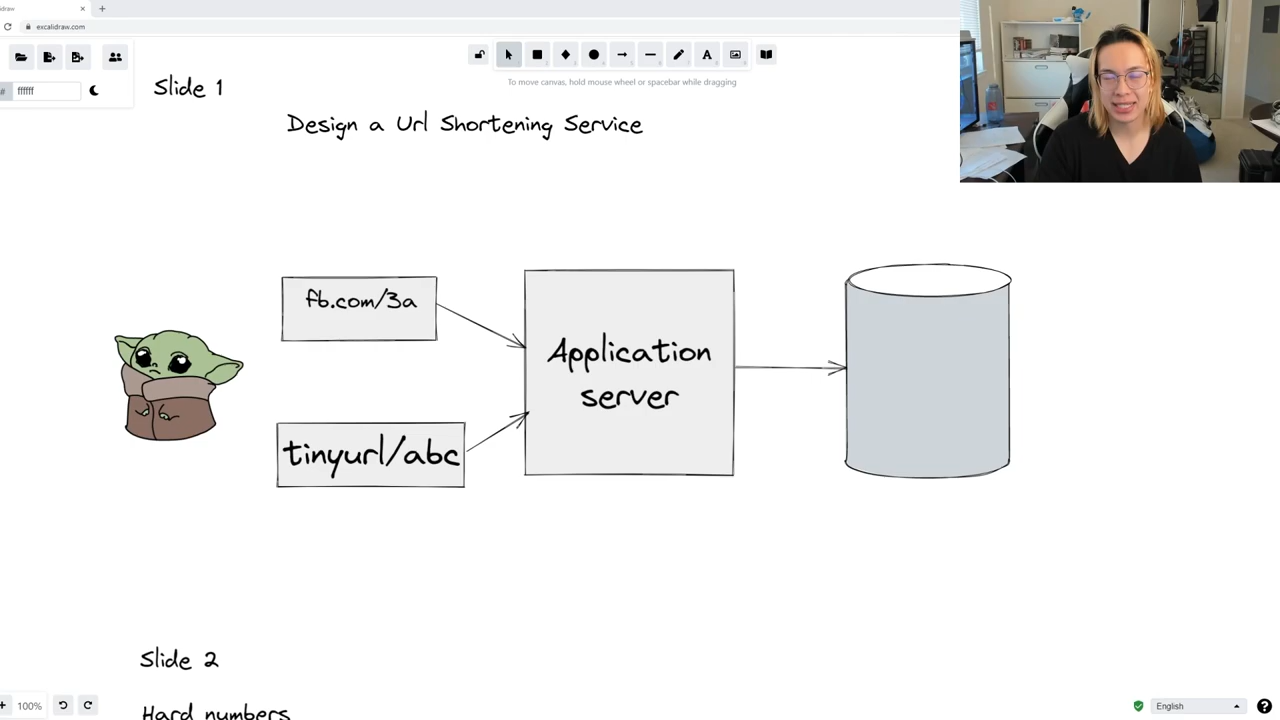 draw
excalidraw.com
# ffffff
To move canvas, hold mouse wheel or spacebar while dragging
Slide 1
Design a Url Shortening Service
fb.com/3a
Application
server
tinyurl/abc
Slide 2
Hard numbers
100%
English